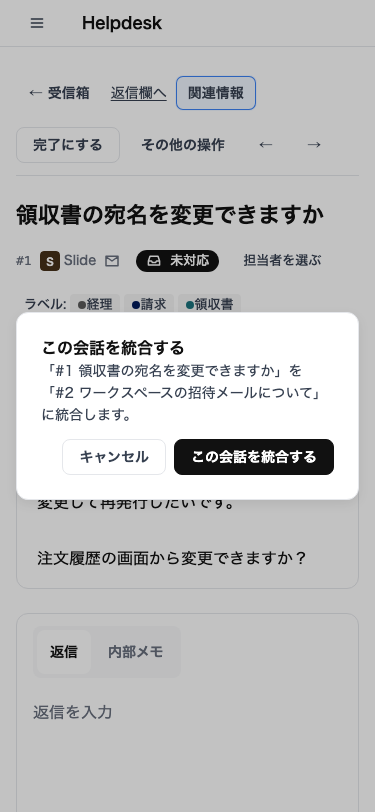 Helpdesk
← 受信箱 返信欄へ 関連情報
完了にする その他の操作 ← →
領収書の宛名を変更できますか
#1 S Slide 未対応 担当者を選ぶ
ラベル: 経理 請求 領収書
この会話を統合する
「#1 領収書の宛名を変更できますか」を
「#2 ワークスペースの招待メールについて」
に統合します。
キャンセル この会話を統合する
変更して再発行したいです。
注文履歴の画面から変更できますか？
返信 内部メモ
返信を入力